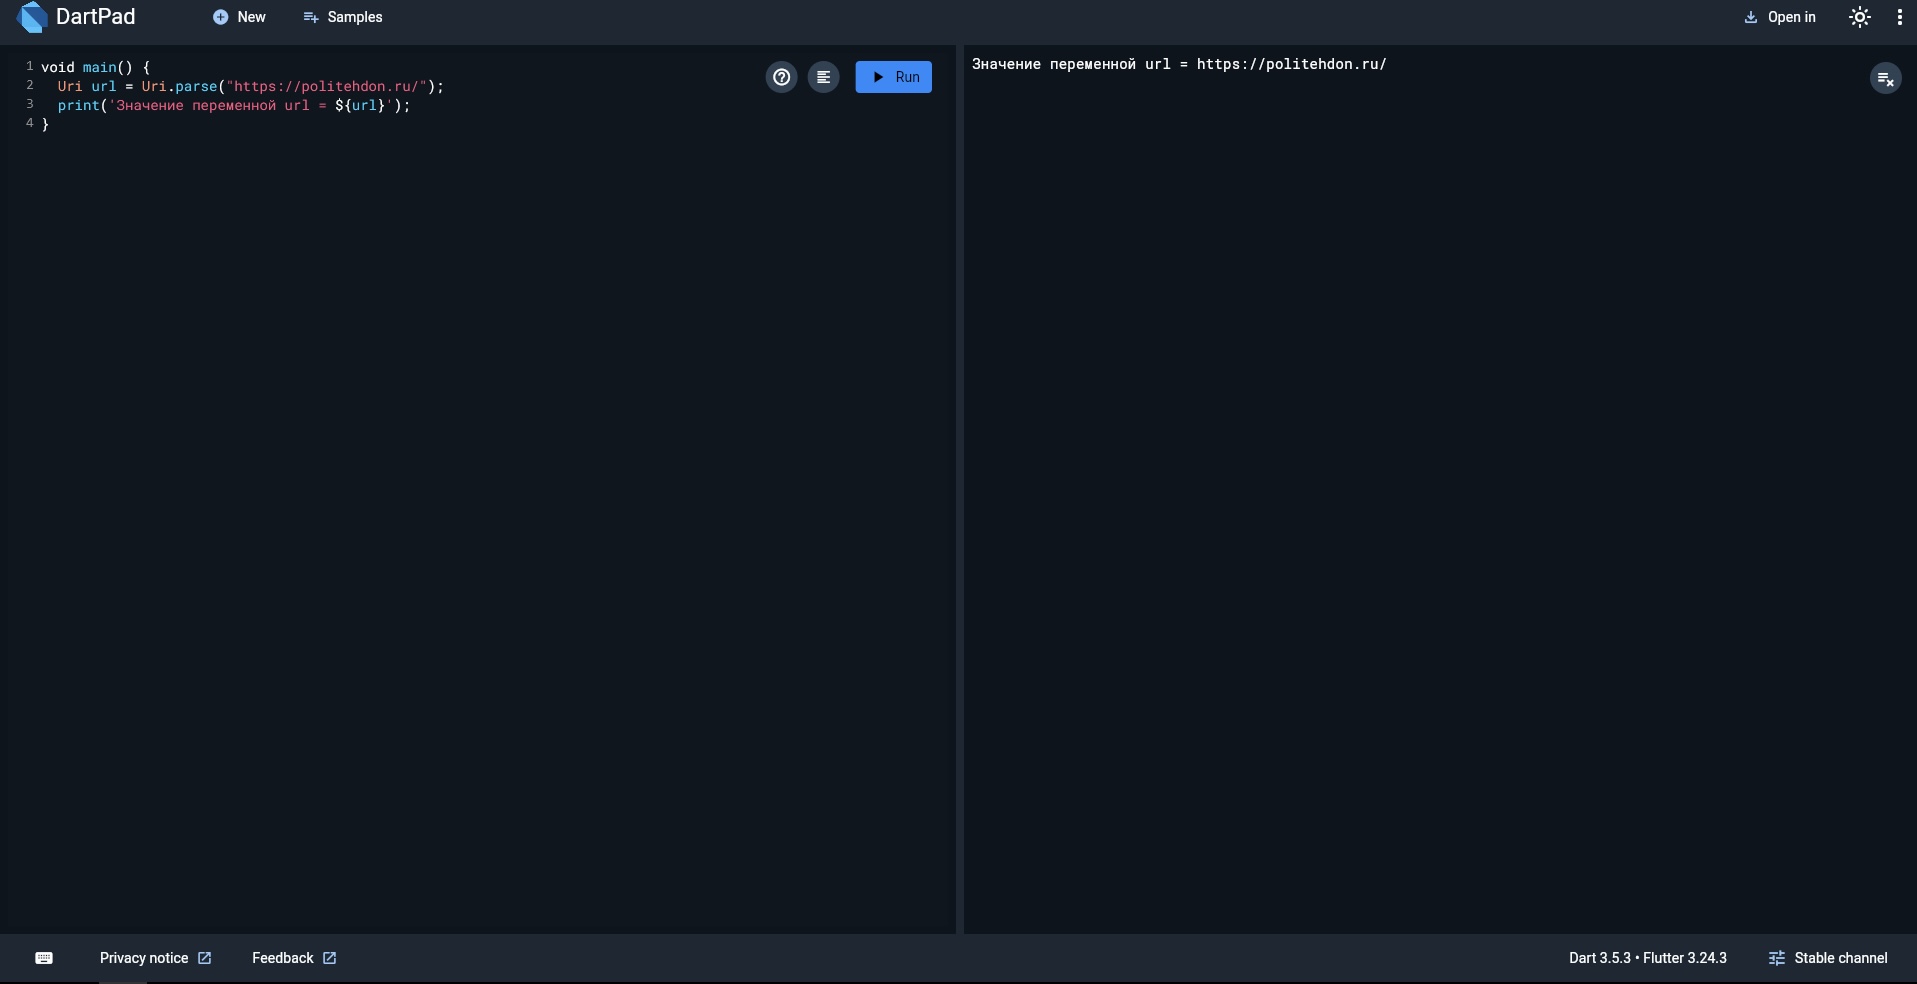 DartPad New Samples Open in
1 void main() {
2   Uri url = Uri.parse("https://politehdon.ru/");
3   print('Значение переменной url = ${url}');
4 }
Run
Значение переменной url = https://politehdon.ru/
Privacy notice Feedback Dart 3.5.3 • Flutter 3.24.3 Stable channel